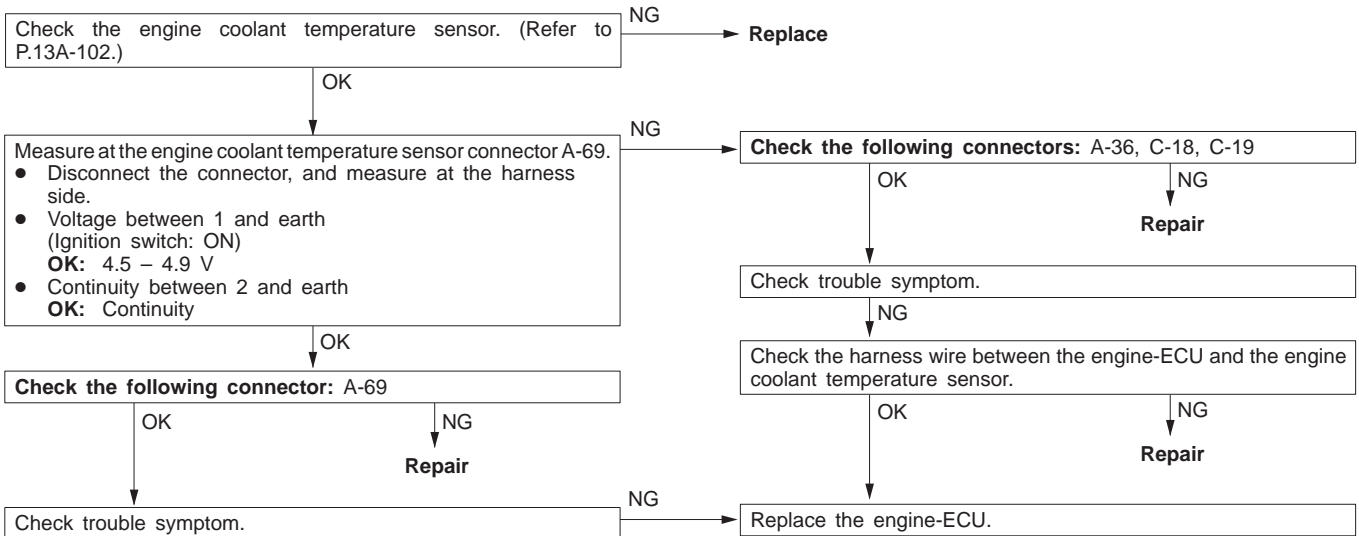 Check the engine coolant temperature sensor. (Refer to
P.13A-102.)
NG
Replace
OK
Measure at the engine coolant temperature sensor connector A-69.
● Disconnect the connector, and measure at the harness
side.
● Voltage between 1 and earth
(Ignition switch: ON)
OK: 4.5 – 4.9 V
● Continuity between 2 and earth
OK: Continuity
NG
Check the following connectors: A-36, C-18, C-19
OK
NG
Repair
Check trouble symptom.
NG
Check the harness wire between the engine-ECU and the engine
coolant temperature sensor.
OK
NG
Repair
OK
Check the following connector: A-69
OK
NG
Repair
Check trouble symptom.
NG
Replace the engine-ECU.